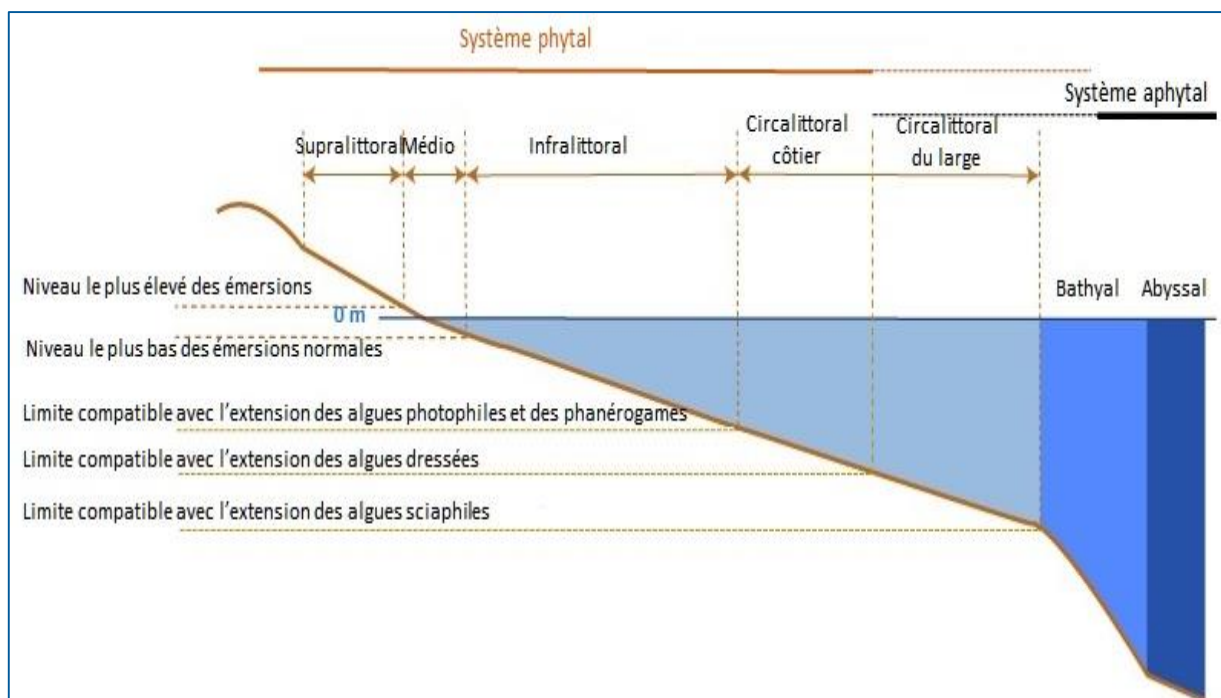 Système phytal
Système aphytal
Supralittoral
Médio
Infralittoral
Circalittoral
côtier
Circalittoral
du large
Niveau le plus élevé des émersions
0 m
Bathyal
Abyssal
Niveau le plus bas des émersions normales
Limite compatible avec l'extension des algues photophiles et des phanérogames
Limite compatible avec l'extension des algues dressées
Limite compatible avec l'extension des algues sciaphiles